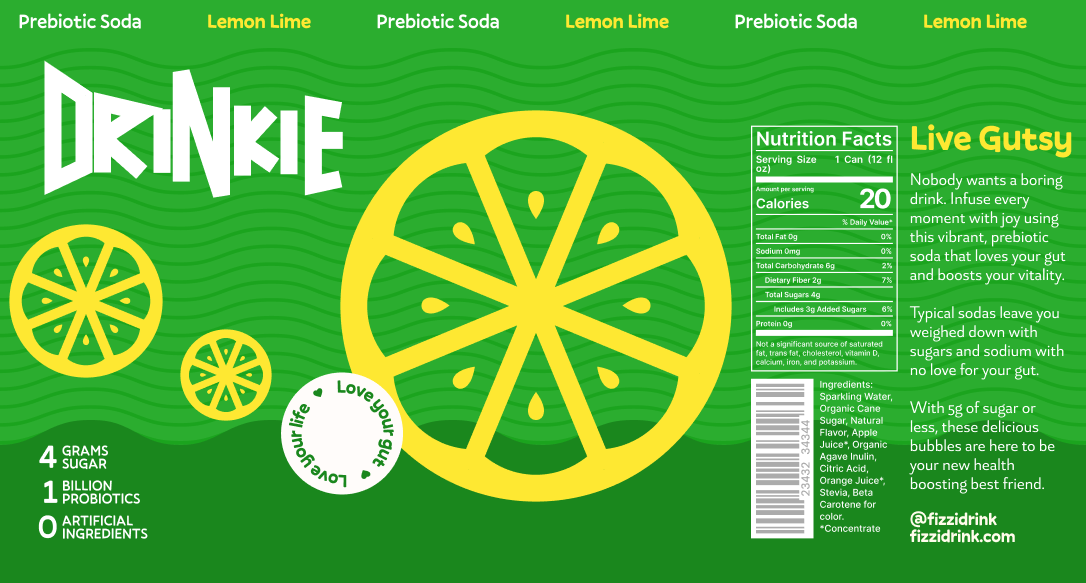 Prebiotic Soda Lemon Lime Prebiotic Soda Lemon Lime Prebiotic Soda Lemon Lime
DRINKIE
4 GRAMS
SUGAR
1 BILLION
PROBIOTICS
0 ARTIFICIAL
INGREDIENTS
Love your gut
Love your life
Nutrition Facts
Serving Size 1 Can (12 fl
oz)
Amount per serving
Calories 20
% Daily Value*
Total Fat 0g 0%
Sodium 0mg 0%
Total Carbohydrate 6g 2%
Dietary Fiber 2g 7%
Total Sugars 4g
Includes 3g Added Sugars 6%
Protein 0g 0%
Not a significant source of saturated
fat, trans fat, cholesterol, vitamin D,
calcium, iron, and potassium.
23432 34344
Ingredients:
Sparkling Water,
Organic Cane
Sugar, Natural
Flavor, Apple
Juice*, Organic
Agave Inulin,
Citric Acid,
Orange Juice*,
Stevia, Beta
Carotene for
color.
*Concentrate
Live Gutsy
Nobody wants a boring
drink. Infuse every
moment with joy using
this vibrant, prebiotic
soda that loves your gut
and boosts your vitality.
Typical sodas leave you
weighed down with
sugars and sodium with
no love for your gut.
With 5g of sugar or
less, these delicious
bubbles are here to be
your new health
boosting best friend.
@fizzidrink
fizzidrink.com